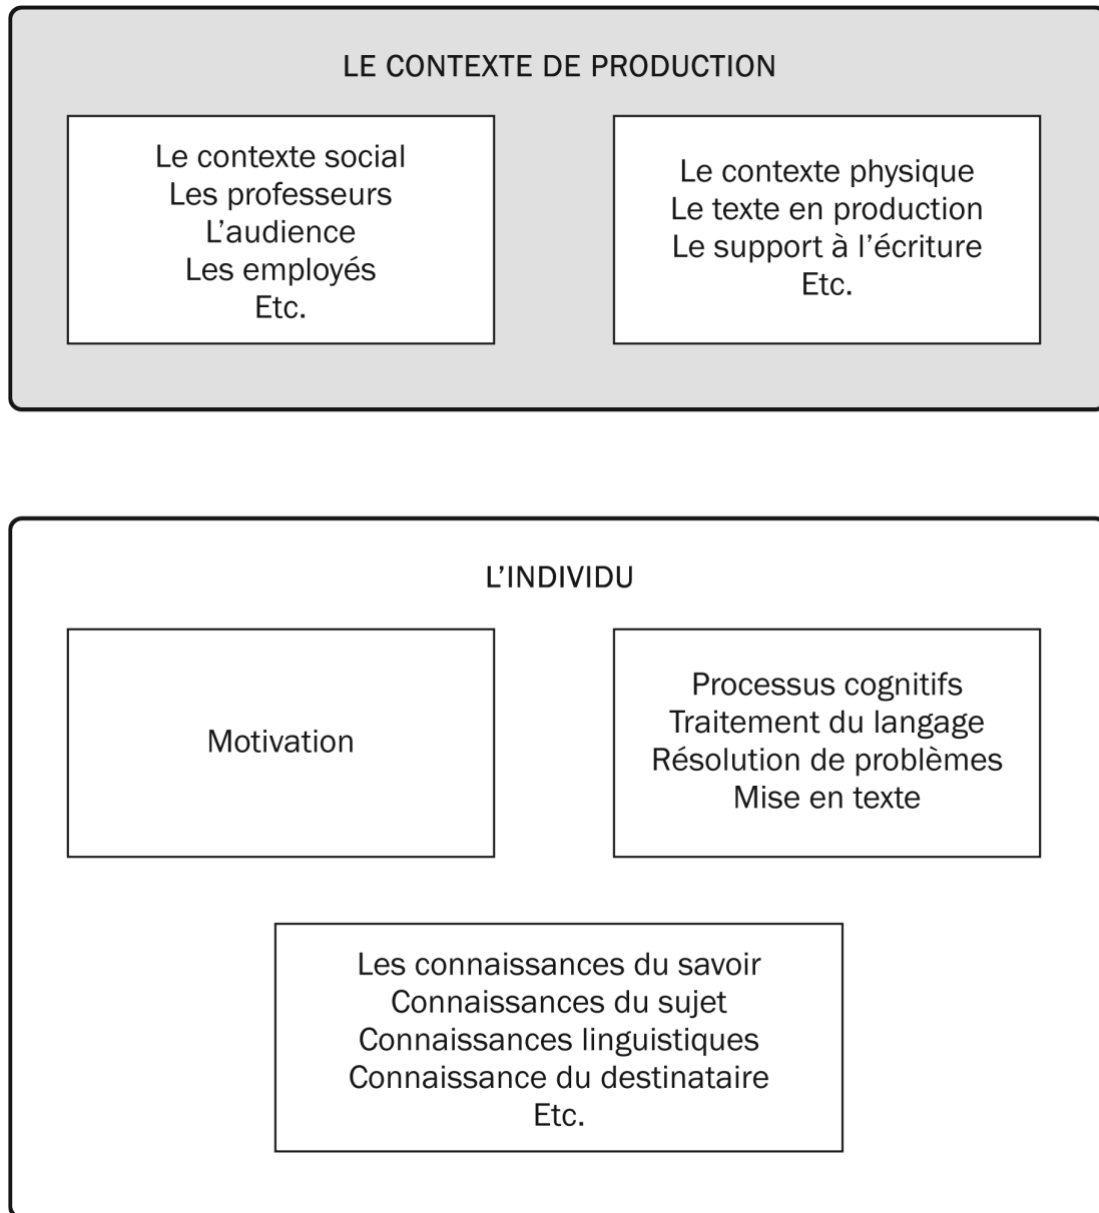 LE CONTEXTE DE PRODUCTION
Le contexte social
Les professeurs
L’audience
Les employés
Etc.
Le contexte physique
Le texte en production
Le support à l’écriture
Etc.
L’INDIVIDU
Motivation
Processus cognitifs
Traitement du langage
Résolution de problèmes
Mise en texte
Les connaissances du savoir
Connaissances du sujet
Connaissances linguistiques
Connaissance du destinataire
Etc.